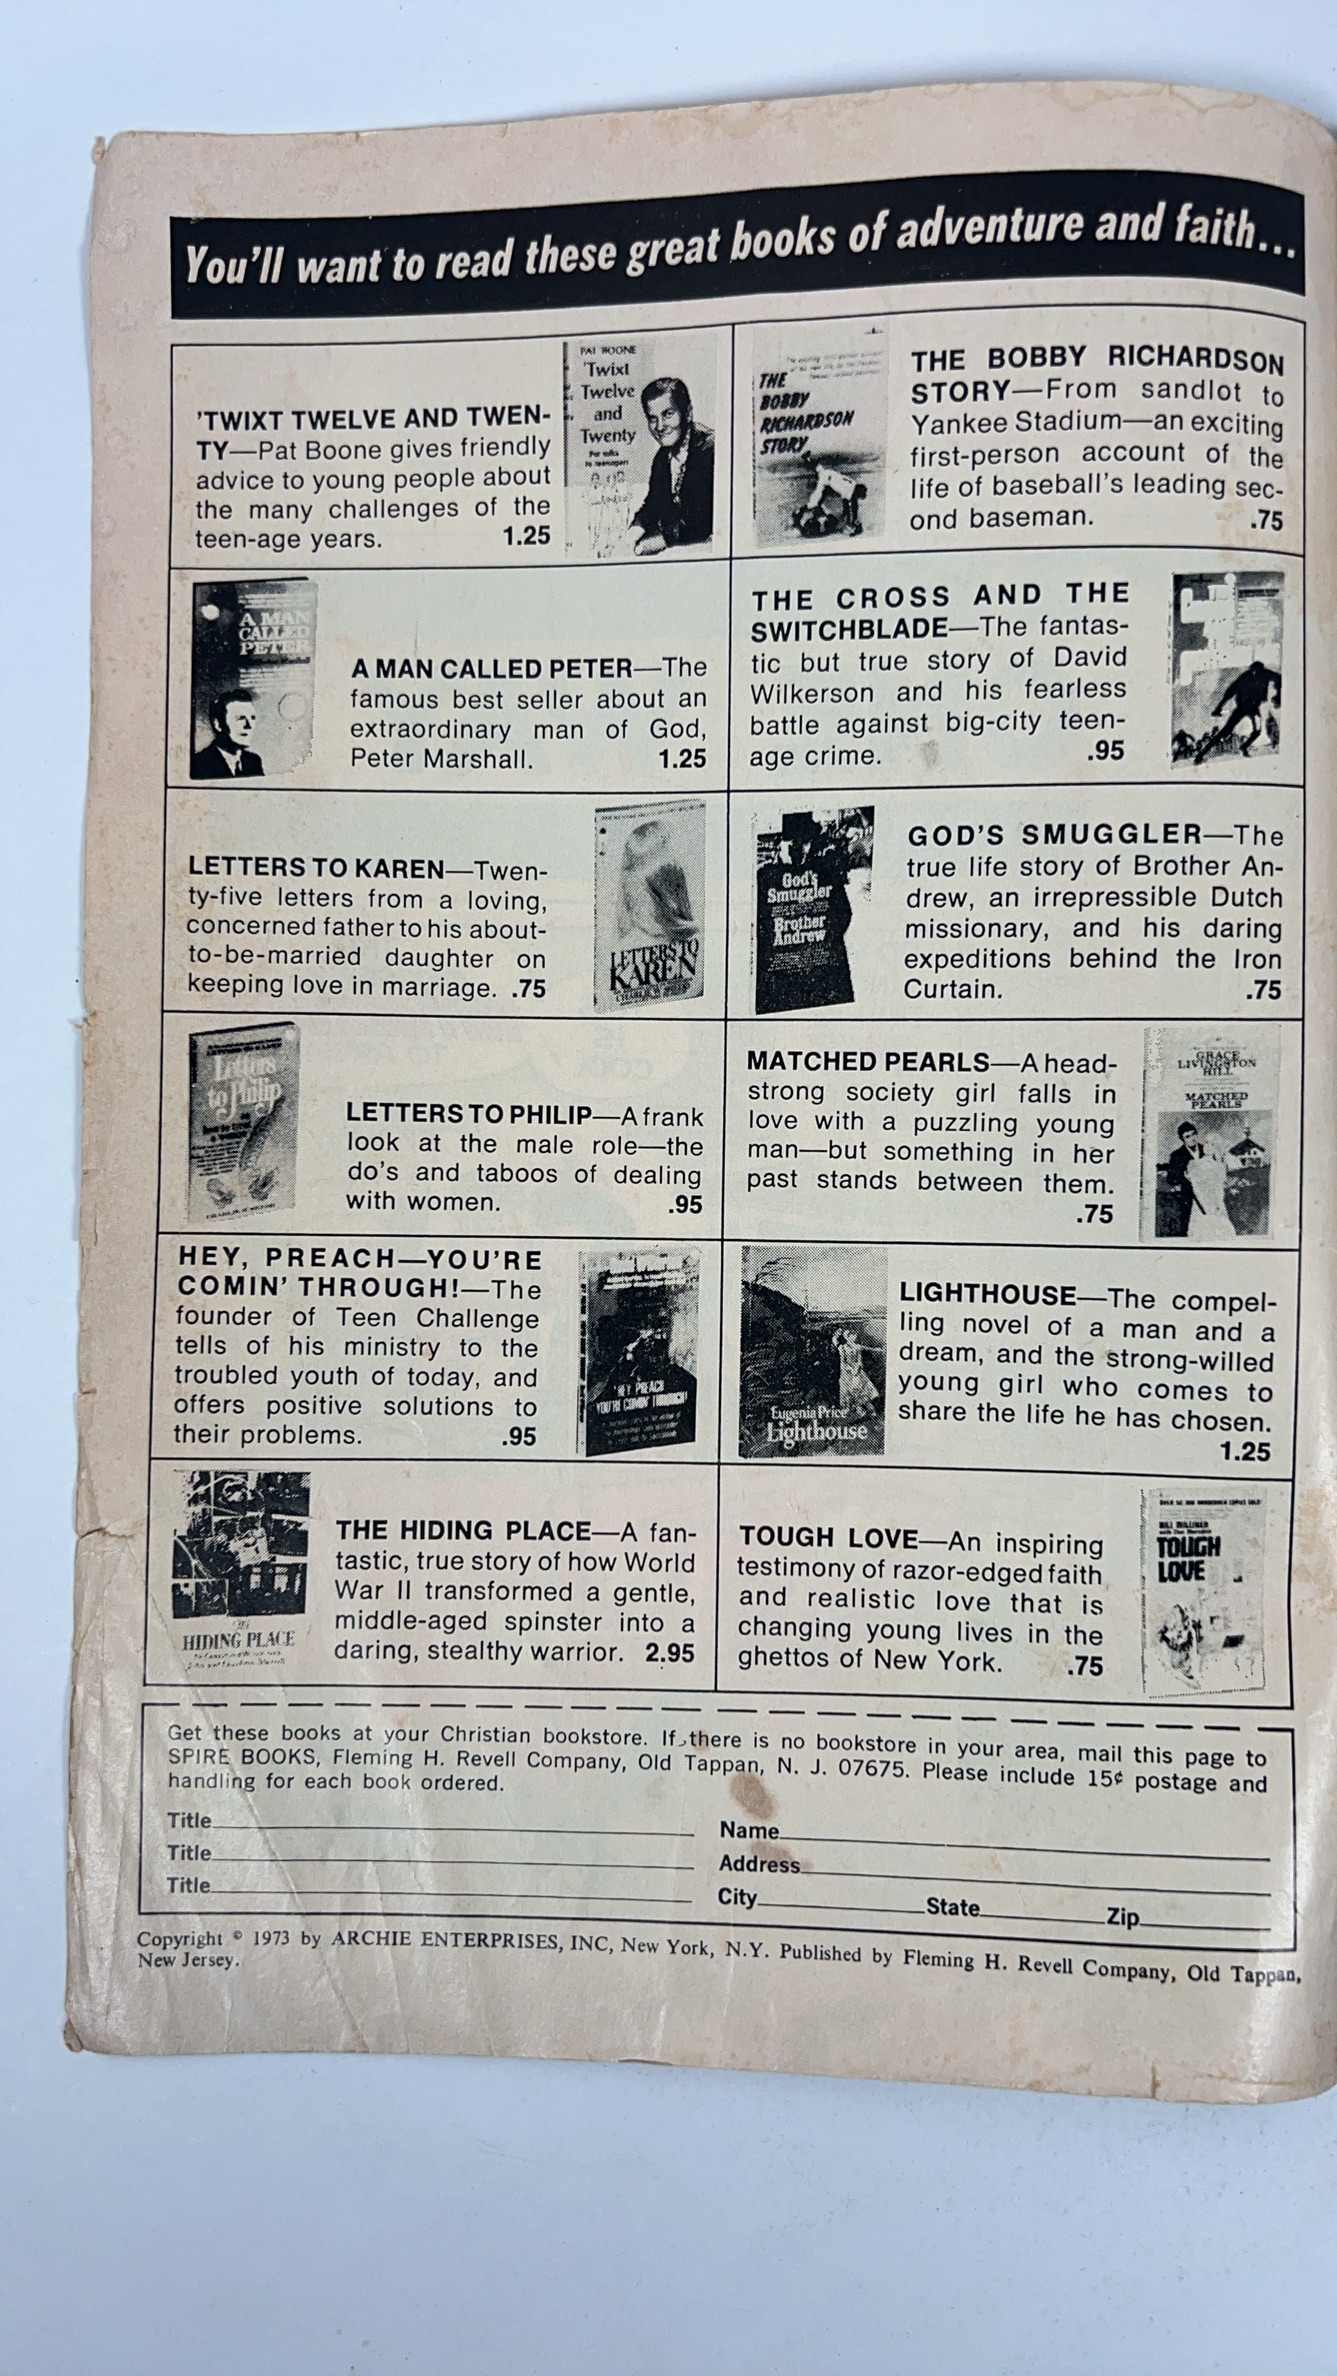 You'll want to read these great books of adventure and faith...
'TWIXT TWELVE AND TWEN-
TY—Pat Boone gives friendly
advice to young people about
the many challenges of the
teen-age years. 1.25
PAT BOONE
'Twixt
Twelve
and
Twenty
THE
BOBBY
RICHARDSON
STORY
THE BOBBY RICHARDSON
STORY—From sandlot to
Yankee Stadium—an exciting
first-person account of the
life of baseball's leading sec-
ond baseman. .75
A MAN
CALLED
PETER
A MAN CALLED PETER—The
famous best seller about an
extraordinary man of God,
Peter Marshall. 1.25
THE CROSS AND THE
SWITCHBLADE—The fantas-
tic but true story of David
Wilkerson and his fearless
battle against big-city teen-
age crime. .95
LETTERS TO KAREN—Twen-
ty-five letters from a loving,
concerned father to his about-
to-be-married daughter on
keeping love in marriage. .75
LETTERS TO
KAREN
God's
Smuggler
Brother
Andrew
GOD'S SMUGGLER—The
true life story of Brother An-
drew, an irrepressible Dutch
missionary, and his daring
expeditions behind the Iron
Curtain. .75
Letters
to Philip
LETTERS TO PHILIP—A frank
look at the male role—the
do's and taboos of dealing
with women. .95
MATCHED PEARLS—A head-
strong society girl falls in
love with a puzzling young
man—but something in her
past stands between them.
.75
GRACE
LIVINGSTON
HILL
MATCHED
PEARLS
HEY, PREACH—YOU'RE
COMIN' THROUGH!—The
founder of Teen Challenge
tells of his ministry to the
troubled youth of today, and
offers positive solutions to
their problems. .95
HEY, PREACH
YOU'RE COMIN' THROUGH!
Eugenia Price
Lighthouse
LIGHTHOUSE—The compel-
ling novel of a man and a
dream, and the strong-willed
young girl who comes to
share the life he has chosen.
1.25
HIDING PLACE
THE HIDING PLACE—A fan-
tastic, true story of how World
War II transformed a gentle,
middle-aged spinster into a
daring, stealthy warrior. 2.95
TOUGH LOVE—An inspiring
testimony of razor-edged faith
and realistic love that is
changing young lives in the
ghettos of New York. .75
TOUGH
LOVE
Get these books at your Christian bookstore. If there is no bookstore in your area, mail this page to
SPIRE BOOKS, Fleming H. Revell Company, Old Tappan, N. J. 07675. Please include 15¢ postage and
handling for each book ordered.
Title
Title
Title
Name
Address
City State Zip
Copyright © 1973 by ARCHIE ENTERPRISES, INC, New York, N.Y. Published by Fleming H. Revell Company, Old Tappan,
New Jersey.